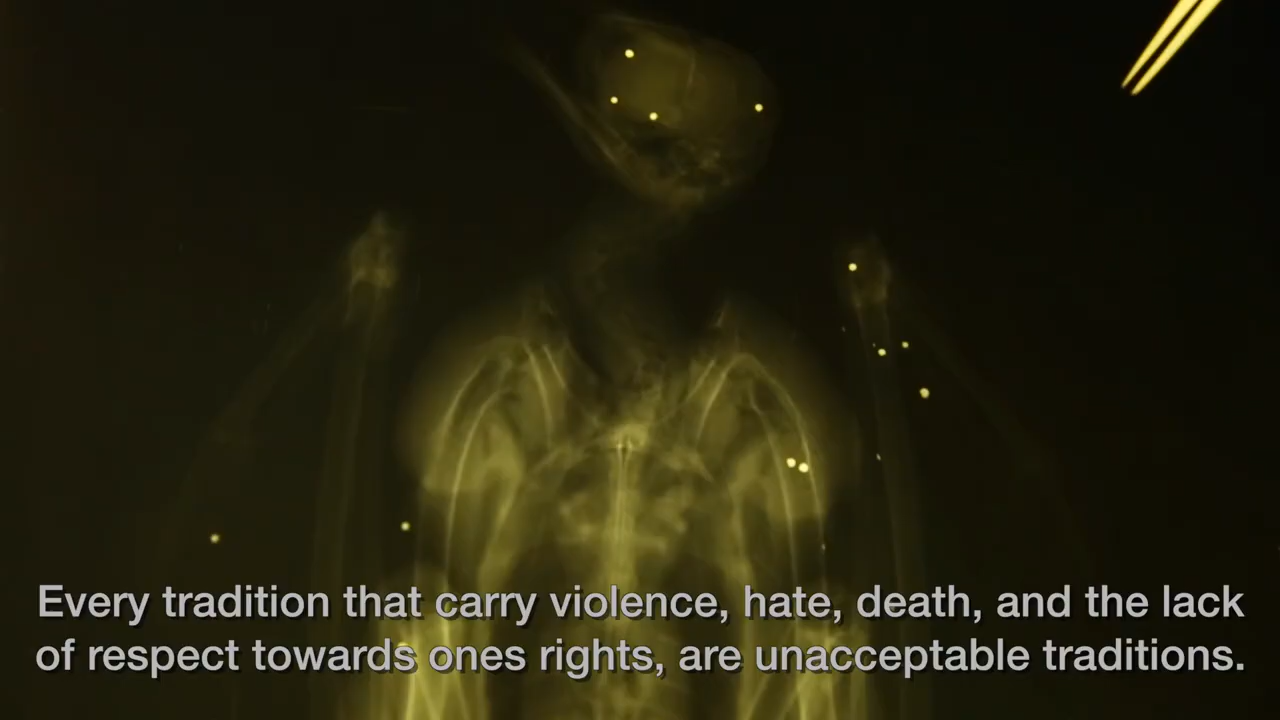 Every tradition that carry violence, hate, death, and the lack
of respect towards ones rights, are unacceptable traditions.